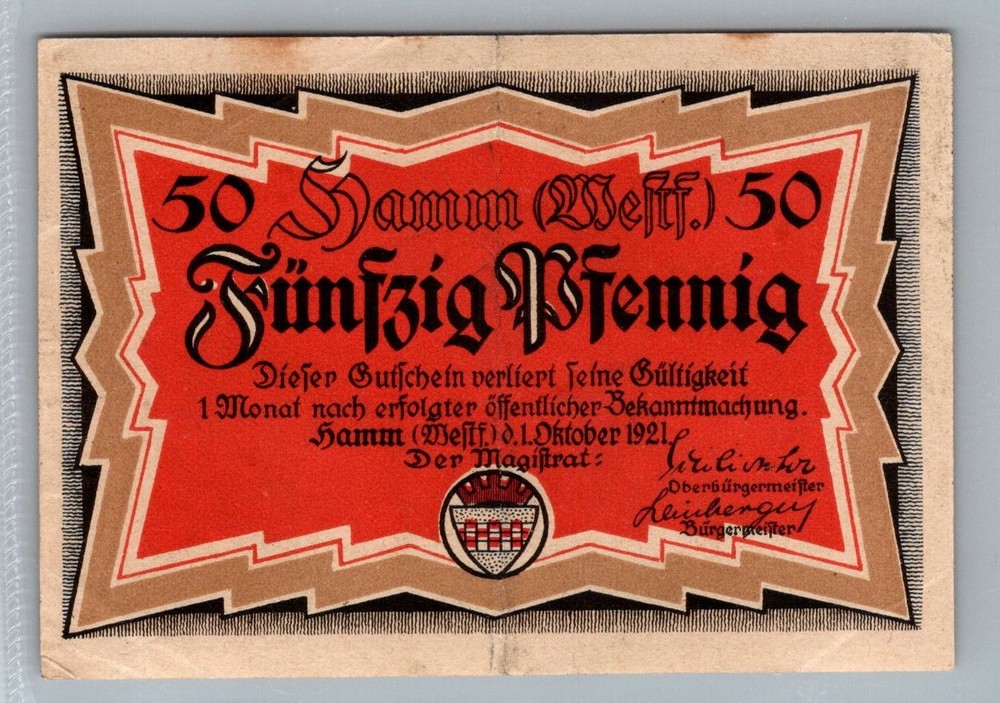 50 Hamm (Westf.) 50
Fünfzig Pfennig
Dieser Gutschein verliert seine Gültigkeit
1 Monat nach erfolgter öffentlicher Bekanntmachung.
Hamm (Westf.) d. 1. Oktober 1921.
Der Magistrat:
Oberbürgermeister
Bürgermeister